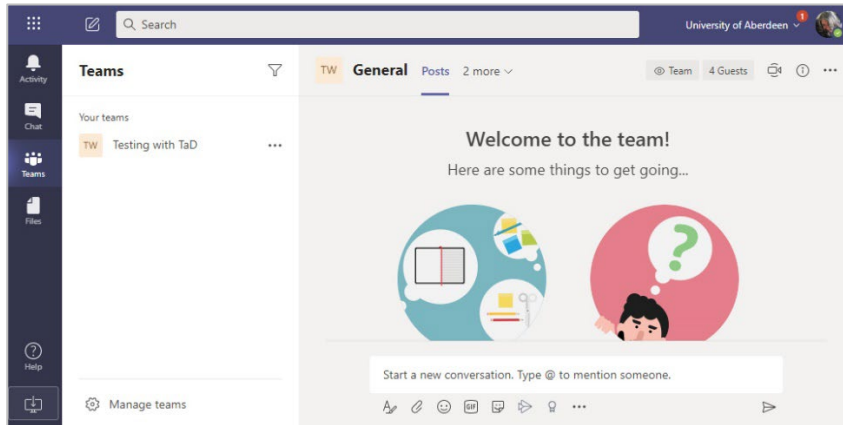 Search
University of Aberdeen
1
Activity
Chat
Teams
Files
Help
Teams
Your teams
TW Testing with TaD
Manage teams
TW General Posts 2 more
Team 4 Guests
Welcome to the team!
Here are some things to get going...
?
Start a new conversation. Type @ to mention someone.
GIF